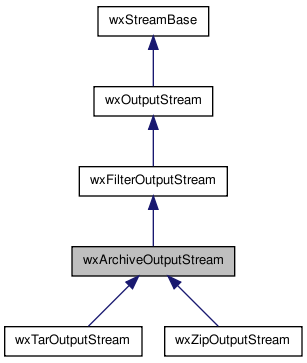 wxStreamBase
wxOutputStream
wxFilterOutputStream
wxArchiveOutputStream
wxTarOutputStream
wxZipOutputStream